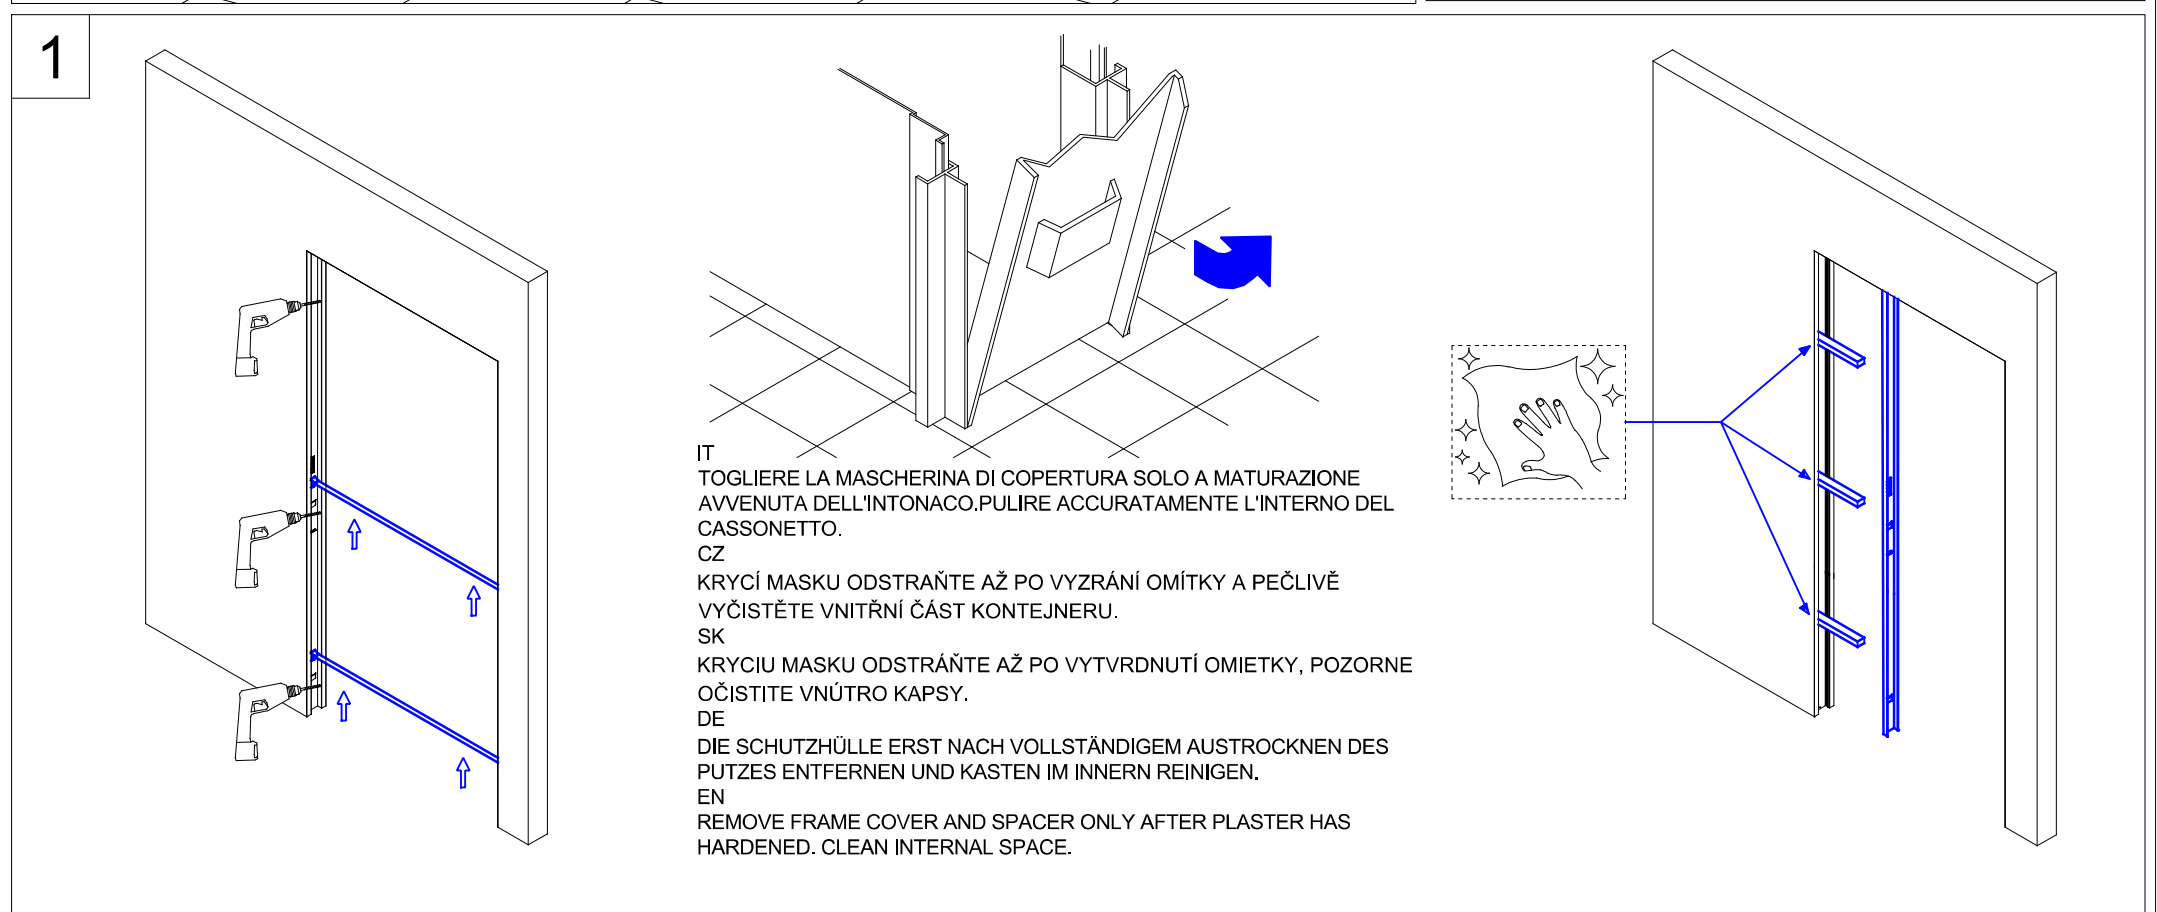 1
IT
TOGLIERE LA MASCHERINA DI COPERTURA SOLO A MATURAZIONE
AVVENUTA DELL'INTONACO.PULIRE ACCURATAMENTE L'INTERNO DEL
CASSONETTO.
CZ
KRYCÍ MASKU ODSTRAŇTE AŽ PO VYZRÁNÍ OMÍTKY A PEČLIVĚ
VYČISTĚTE VNITŘNÍ ČÁST KONTEJNERU.
SK
KRYCIU MASKU ODSTRÁŇTE AŽ PO VYTVRDNUTÍ OMIETKY, POZORNE
OČISTITE VNÚTRO KAPSY.
DE
DIE SCHUTZHÜLLE ERST NACH VOLLSTÄNDIGEM AUSTROCKNEN DES
PUTZES ENTFERNEN UND KASTEN IM INNERN REINIGEN.
EN
REMOVE FRAME COVER AND SPACER ONLY AFTER PLASTER HAS
HARDENED. CLEAN INTERNAL SPACE.